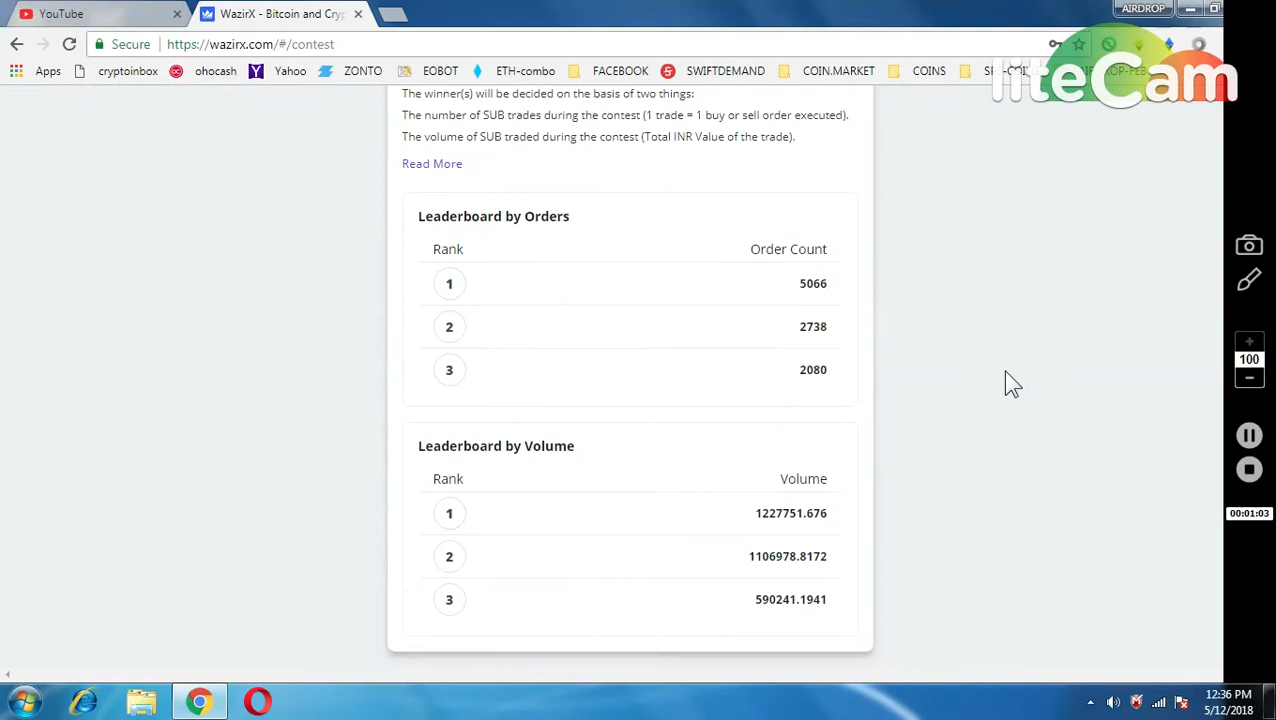 YouTube
WazirX - Bitcoin and Cryp
AIRDROP
Secure
https://wazirx.com/#/contest
Apps cryptoinbox ohocash Yahoo ZONTO FACEBOOK SWIFTDEMAND COIN.MARKET COINS
ETH-combo
liteCam
The winner(s) will be decided on the basis of two things:
The number of SUB trades during the contest (1 trade = 1 buy or sell order executed).
The volume of SUB traded during the contest (Total INR Value of the trade).
Read More
Leaderboard by Orders
Rank Order Count
1 5066
2 2738
3 2080
Leaderboard by Volume
Rank Volume
1 1227751.676
2 1106978.8172
3 590241.1941
100
00:01:03
12:36 PM
5/12/2018